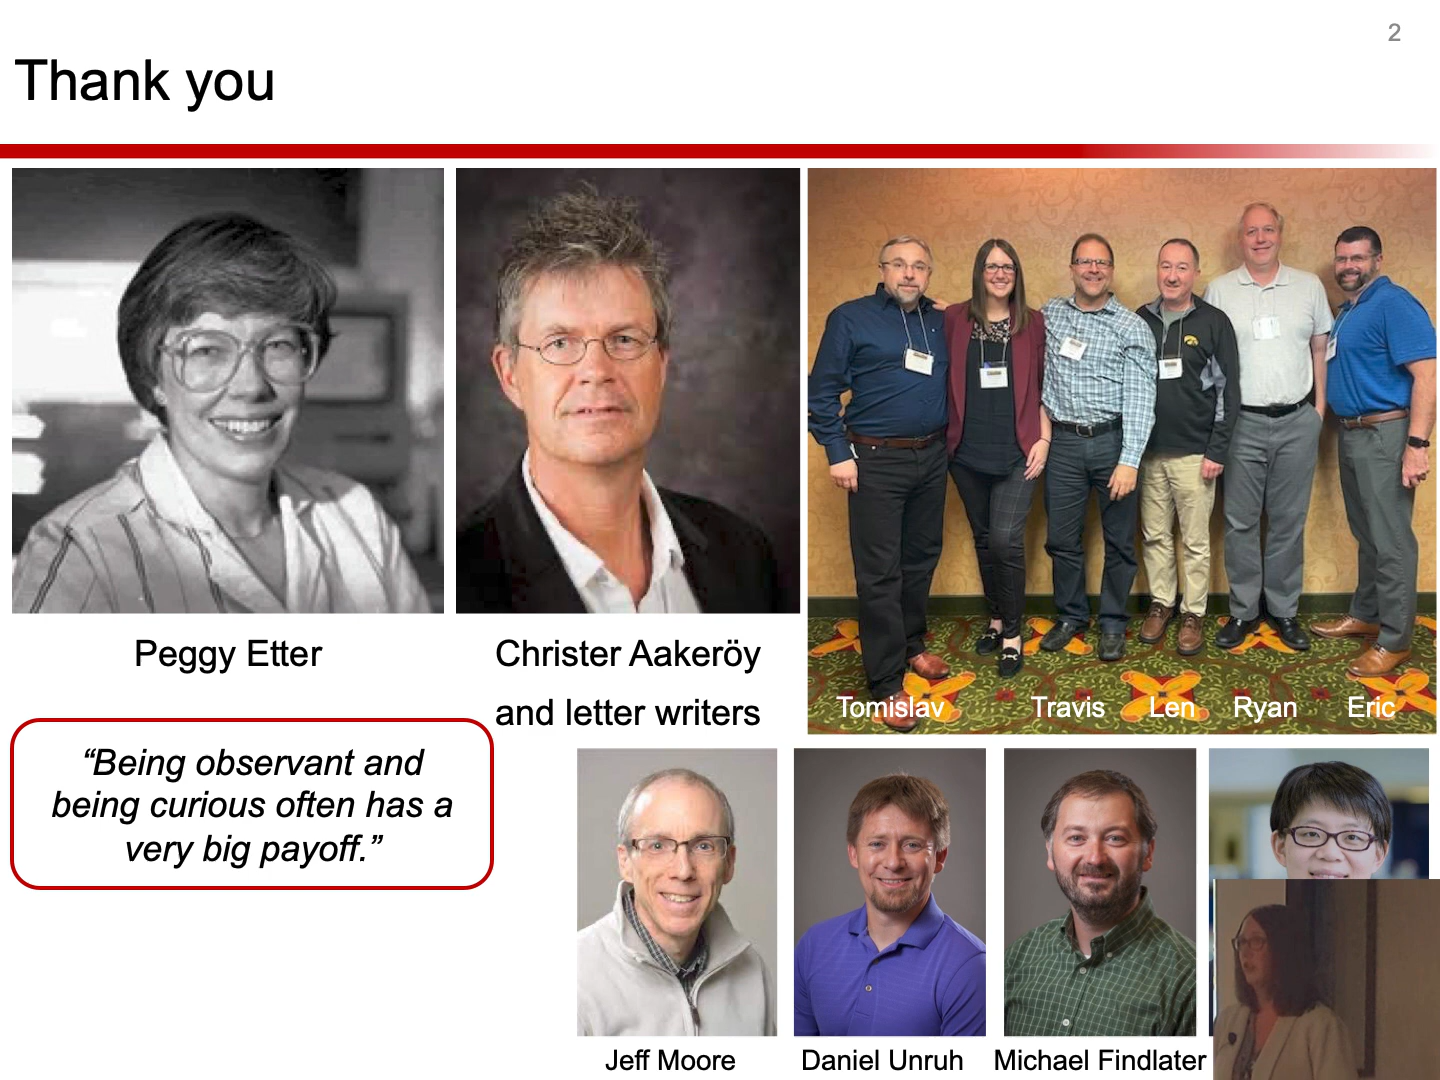 2
Thank you
Peggy Etter
Christer Aakeröy
and letter writers
Tomislav Travis Len Ryan Eric
“Being observant and
being curious often has a
very big payoff.”
Jeff Moore
Daniel Unruh
Michael Findlater